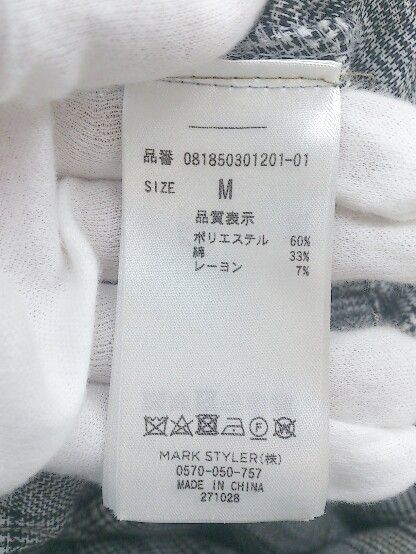 品番 081850301201-01
SIZE M
品質表示
ポリエステル 60%
綿 33%
レーヨン 7%
MARK STYLER(株)
0570-050-757
MADE IN CHINA
271028